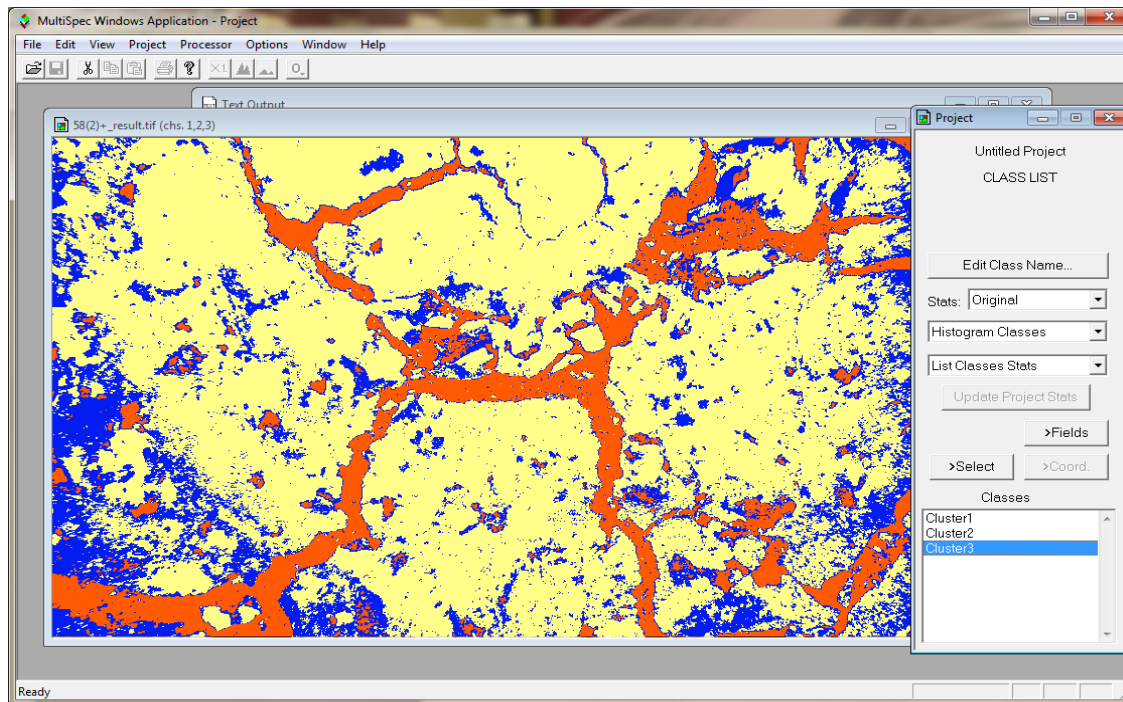 MultiSpec Windows Application - Project
File Edit View Project Processor Options Window Help
Text Output
58(2)+_result.tif (chs. 1,2,3)
Project
Untitled Project
CLASS LIST
Edit Class Name...
Stats: Original
Histogram Classes
List Classes Stats
Update Project Stats
>Fields
>Select >Coord.
Classes
Cluster1
Cluster2
Cluster3
Ready